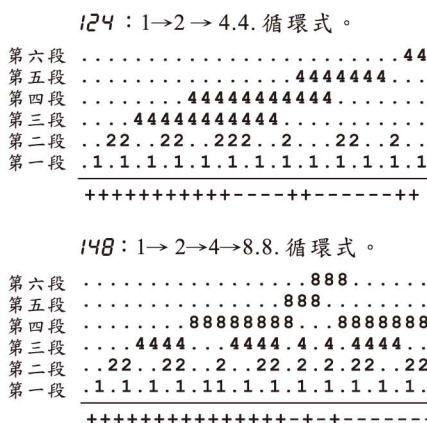 124：1→2 → 4.4. 循環式。
第六段 ........................44
第五段 ................4444444...
第四段 ........44444444444.......
第三段 ....44444444444...........
第二段 ..22..22..222..2...22..2..
第一段 .1.1.1.1.1.1.1.1.1.1.1.1.1
+++++++++++----++------++
148：1→ 2→4→8.8. 循環式。
第六段 .................888......
第五段 ...............888........
第四段 ........88888888...8888888
第三段 ....4444...4444.4.4.4444..
第二段 ..22..22..2..22.2.2.22..22
第一段 .1.1.1.1.11.1.1.1.1.1.1.1.
+++++++++++++++-+-+-------